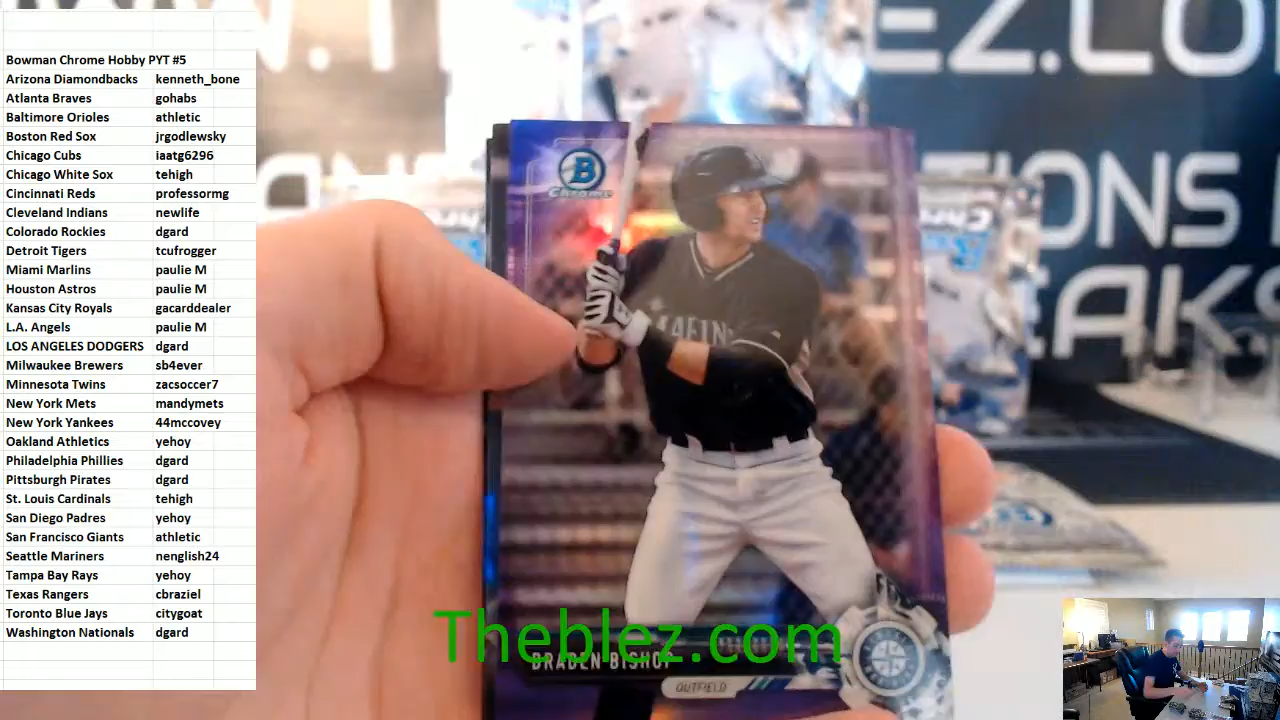 Bowman Chrome Hobby PYT #5
Arizona Diamondbacks kenneth_bone
Atlanta Braves gohabs
Baltimore Orioles athletic
Boston Red Sox jrgodlewsky
Chicago Cubs iaatg6296
Chicago White Sox tehigh
Cincinnati Reds professormg
Cleveland Indians newlife
Colorado Rockies dgard
Detroit Tigers tcufrogger
Miami Marlins paulie M
Houston Astros paulie M
Kansas City Royals gacarddealer
L.A. Angels paulie M
LOS ANGELES DODGERS dgard
Milwaukee Brewers sb4ever
Minnesota Twins zacsoccer7
New York Mets mandymets
New York Yankees 44mccovey
Oakland Athletics yehoy
Philadelphia Phillies dgard
Pittsburgh Pirates dgard
St. Louis Cardinals tehigh
San Diego Padres yehoy
San Francisco Giants athletic
Seattle Mariners nenglish24
Tampa Bay Rays yehoy
Texas Rangers cbraziel
Toronto Blue Jays citygoat
Washington Nationals dgard
EZ.CO
B
Chrome
MARIN
Theblez.com
BRADEN BISHOP
OUTFIELD